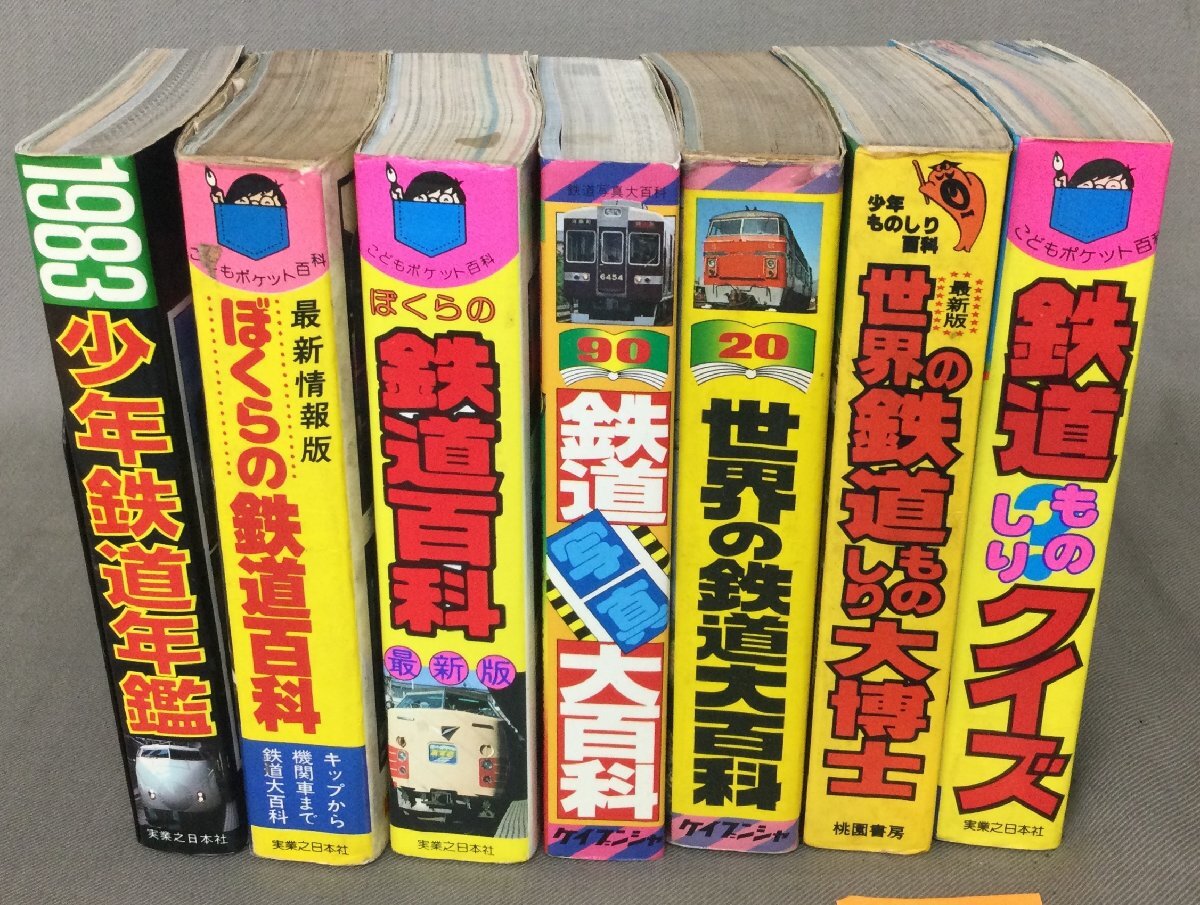 1983
少年鉄道年鑑
実業之日本社
こどもポケット百科
最新情報版
ぼくらの鉄道百科
キップから
機関車まで
鉄道大百科
実業之日本社
こどもポケット百科
ぼくらの
鉄道百科
最新版
実業之日本社
鉄道写真大百科
6454
90
鉄道
写真
大百科
ケイブンシャ
20
世界の鉄道大百科
ケイブンシャ
少年
ものしり
百科
最新版
世界の鉄道ものしり大博士
桃園書房
こどもポケット百科
鉄道
ものしり
クイズ
実業之日本社